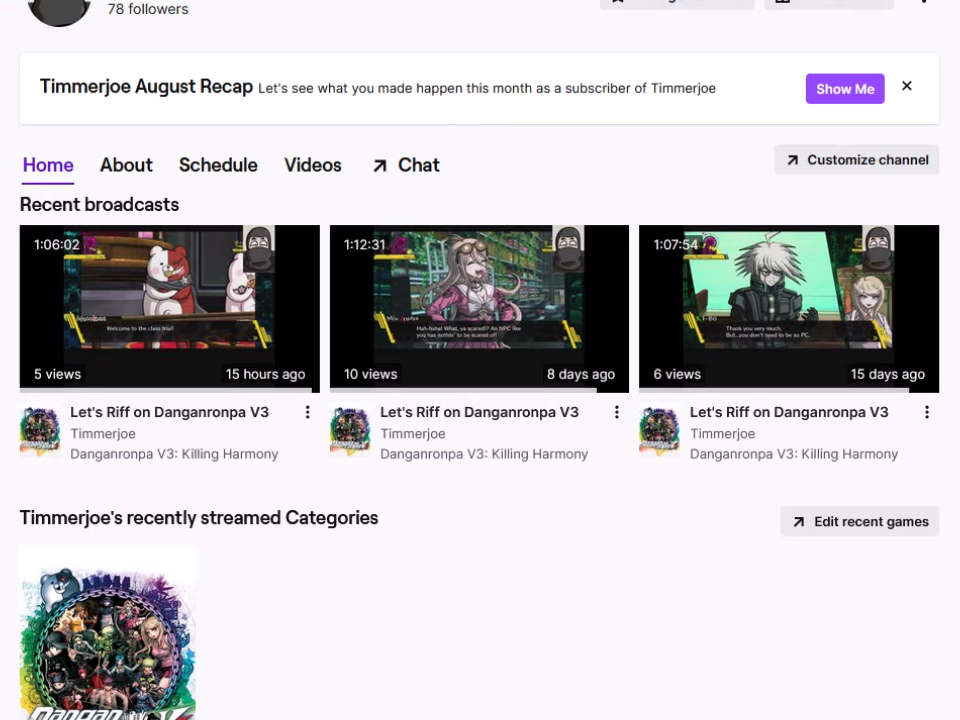 78 followers
Timmerjoe August Recap Let's see what you made happen this month as a subscriber of Timmerjoe
Show Me
Home About Schedule Videos Chat
Customize channel
Recent broadcasts
1:06:02
Welcome to the class trial!
5 views 15 hours ago
Let's Riff on Danganronpa V3
Timmerjoe
Danganronpa V3: Killing Harmony
1:12:31
Hah-haha! What, ya scared!? An NPC like
you has nothin' to be scared of!
10 views 8 days ago
Let's Riff on Danganronpa V3
Timmerjoe
Danganronpa V3: Killing Harmony
1:07:54
Thank you very much.
But...you don't need to be so PC.
6 views 15 days ago
Let's Riff on Danganronpa V3
Timmerjoe
Danganronpa V3: Killing Harmony
Timmerjoe's recently streamed Categories
Edit recent games